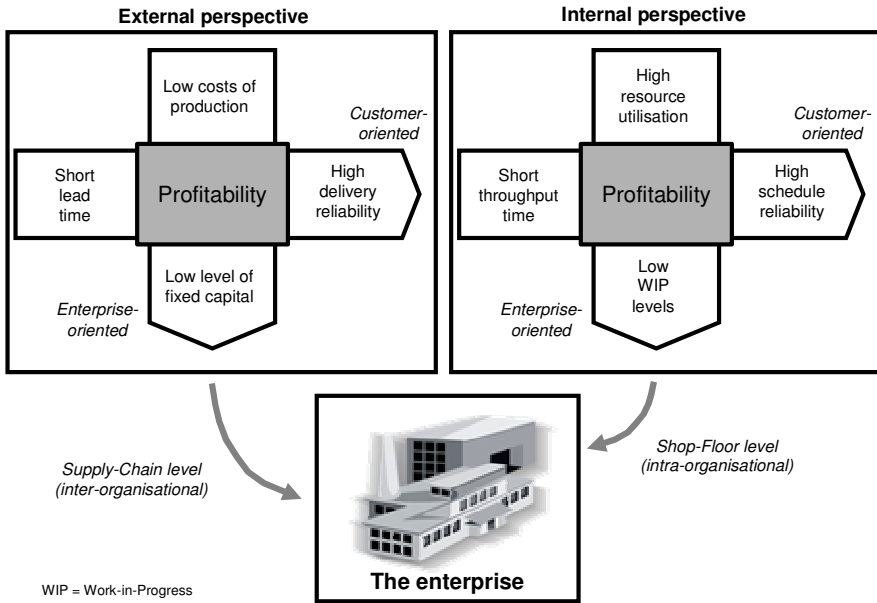 External perspective
Internal perspective
Low costs of
production
Customer-
oriented
Short
lead
time
Profitability
High
delivery
reliability
Low level of
fixed capital
Enterprise-
oriented
High
resource
utilisation
Customer-
oriented
Short
throughput
time
Profitability
High
schedule
reliability
Low
WIP
levels
Enterprise-
oriented
Supply-Chain level
(inter-organisational)
Shop-Floor level
(intra-organisational)
The enterprise
WIP = Work-in-Progress